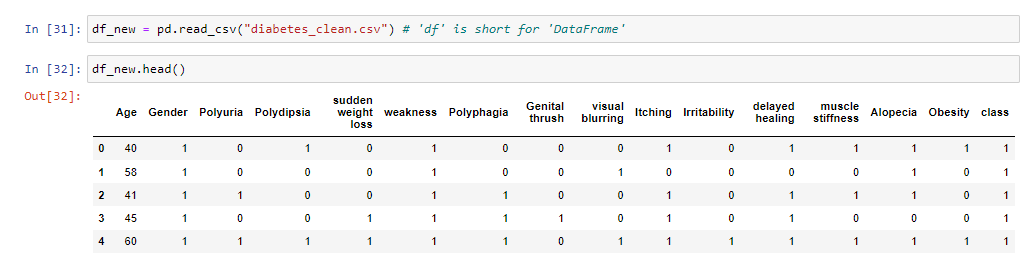 In [31]: df_new = pd.read_csv("diabetes_clean.csv") # 'df' is short for 'DataFrame'
In [32]: df_new.head()
Out[32]:
Age Gender Polyuria Polydipsia sudden weight loss weakness Polyphagia Genital thrush visual blurring Itching Irritability delayed healing muscle stiffness Alopecia Obesity class
0 40 1 0 1 0 1 0 0 0 1 0 1 1 1 1 1
1 58 1 0 0 0 1 0 0 1 0 0 0 0 1 0 1
2 41 1 1 0 0 1 1 0 0 1 0 1 1 1 0 1
3 45 1 0 0 1 1 1 1 0 1 0 1 0 0 0 1
4 60 1 1 1 1 1 1 0 1 1 1 1 1 1 1 1